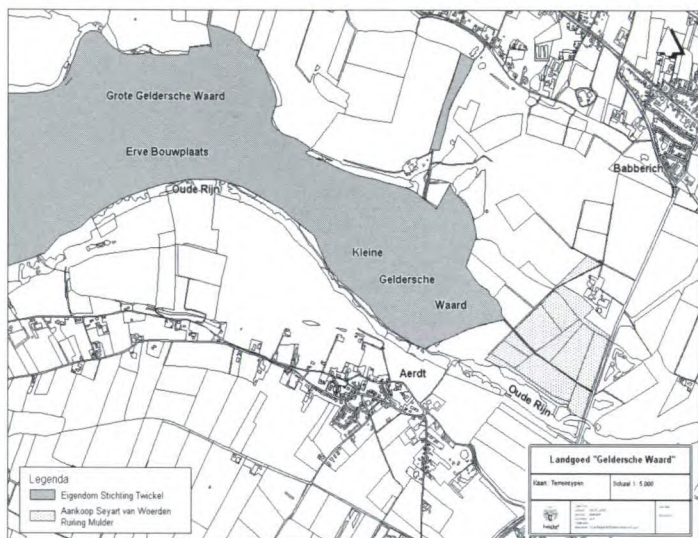 Grote Geldersche Waard
Erve Bouwplaats
Oude Rijn
Babberich
Kleine
Geldersche
Waard
Aerdt
Oude Rijn
Legenda
Eigendom Stichting Twickel
Aankoop Seyart van Woerden
Ruiling Mulder
Landgoed "Geldersche Waard"
Kaart: Terreintypen
Schaal 1: 5.000
twickel